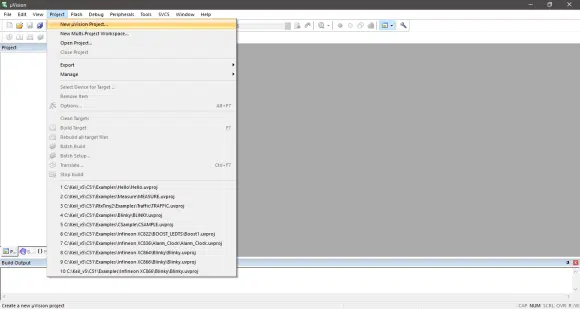 µVision
File Edit View Project Flash Debug Peripherals Tools SVCS Window Help
New µVision Project...
New Multi-Project Workspace...
Open Project...
Close Project
Export
Manage
Select Device for Target ...
Remove Item
Options... Alt+F7
Clean Targets
Build Target F7
Rebuild all target files
Batch Build
Batch Setup...
Translate... Ctrl+F7
Stop build
1 C:\Keil_v5\C51\Examples\Hello\Hello.uvproj
2 C:\Keil_v5\C51\Examples\Measure\MEASURE.uvproj
3 C:\Keil_v5\C51\RtxTiny2\Examples\Traffic\TRAFFIC.uvproj
4 C:\Keil_v5\C51\Examples\Blinky\BLINKY.uvproj
5 C:\Keil_v5\C51\Examples\CSample\CSAMPLE.uvproj
6 C:\Keil_v5\C51\Examples\Infineon XC822\BOOST_LEDTS\Boost1.uvproj
7 C:\Keil_v5\C51\Examples\Infineon XC836\Alarm_Clock\Alarm_Clock.uvproj
8 C:\Keil_v5\C51\Examples\Infineon XC864\Blinky\Blinky.uvproj
9 C:\Keil_v5\C51\Examples\Infineon XC866\Blinky\Blinky.uvproj
10 C:\Keil_v5\C51\Examples\Infineon XC866\Blinky\Blinky.uvproj
Project
Build Output
Create a new µVision project
CAP NUM SCRL OVR R/W